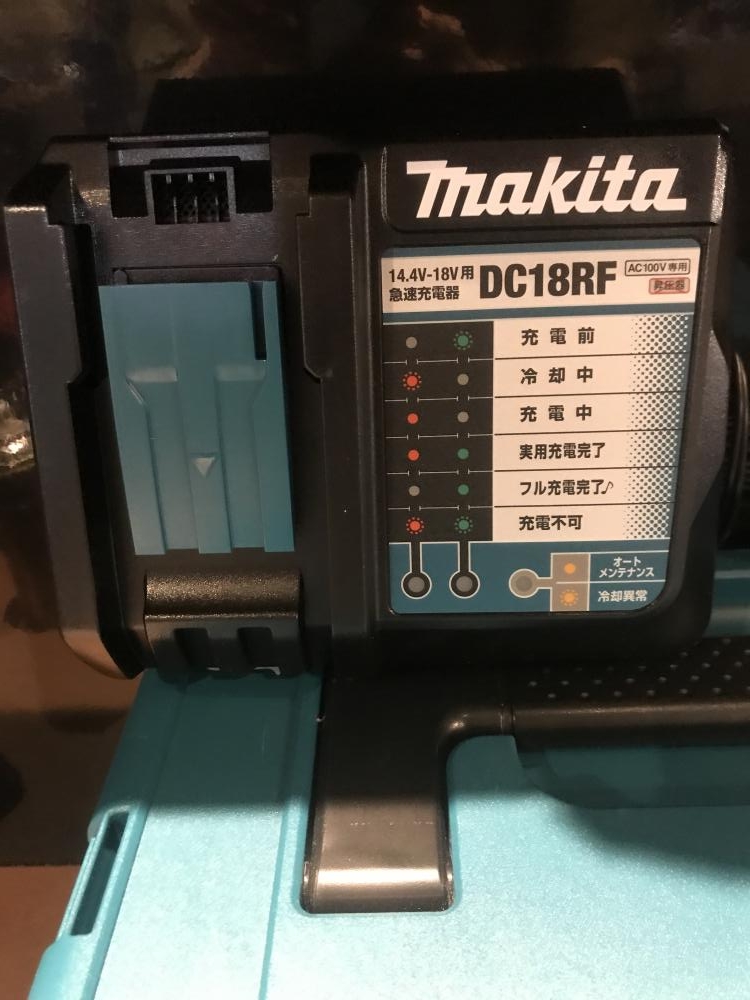 makita
14.4V-18V用
急速充電器
DC18RF
AC100V専用
昇圧器
充電前
冷却中
充電中
実用充電完了
フル充電完了♪
充電不可
オート
メンテナンス
冷却異常